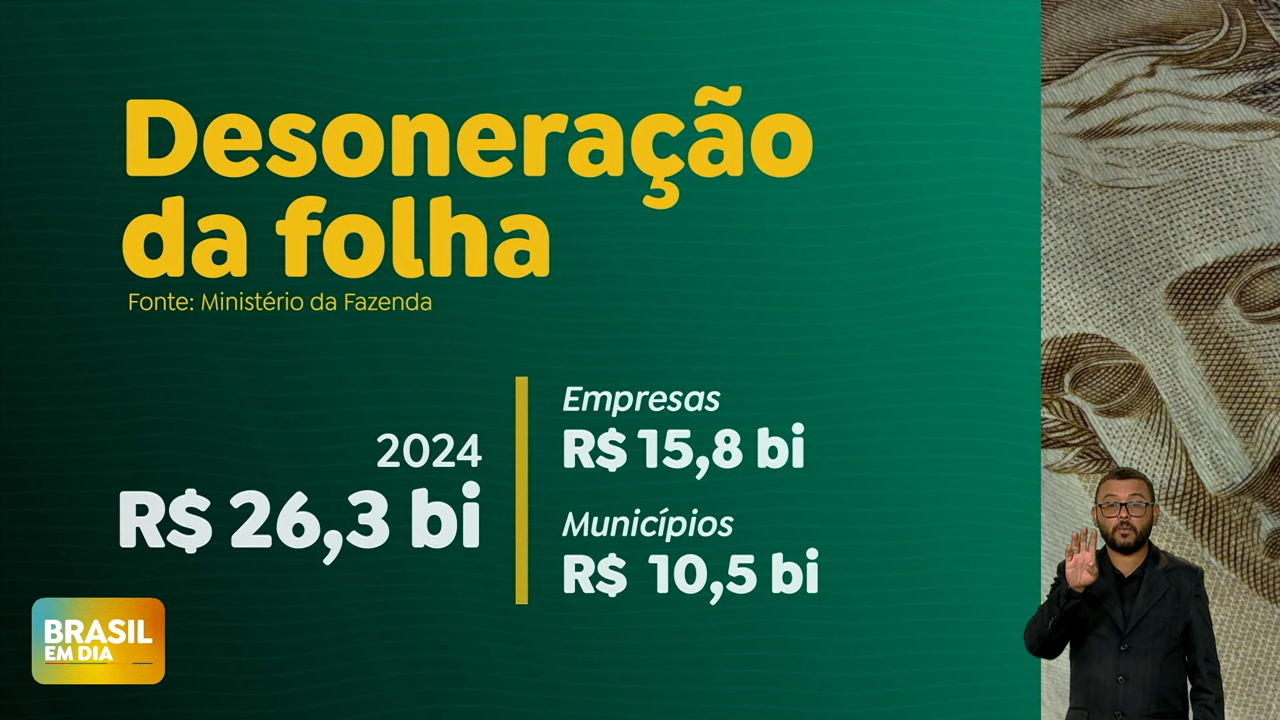 Desoneração
da folha
Fonte: Ministério da Fazenda
2024
R$ 26,3 bi
Empresas
R$ 15,8 bi
Municípios
R$ 10,5 bi
BRASIL
EM DIA